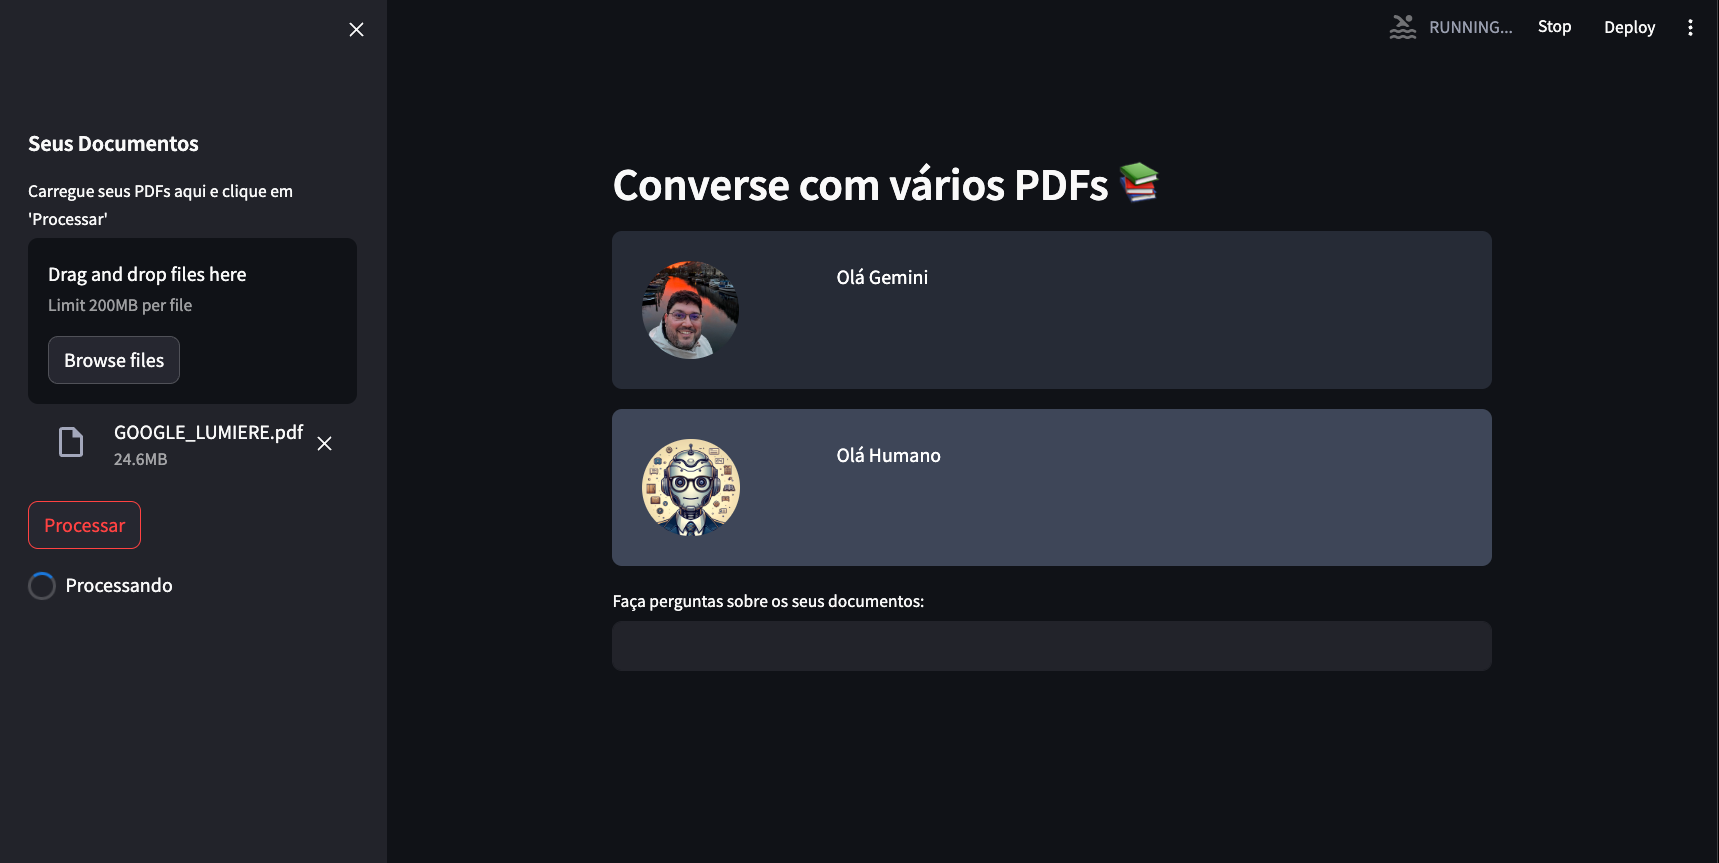 RUNNING...
Stop
Deploy
Seus Documentos
Carregue seus PDFs aqui e clique em
'Processar'
Drag and drop files here
Limit 200MB per file
Browse files
GOOGLE_LUMIERE.pdf
24.6MB
Processar
Processando
Converse com vários PDFs
Olá Gemini
Olá Humano
Faça perguntas sobre os seus documentos: